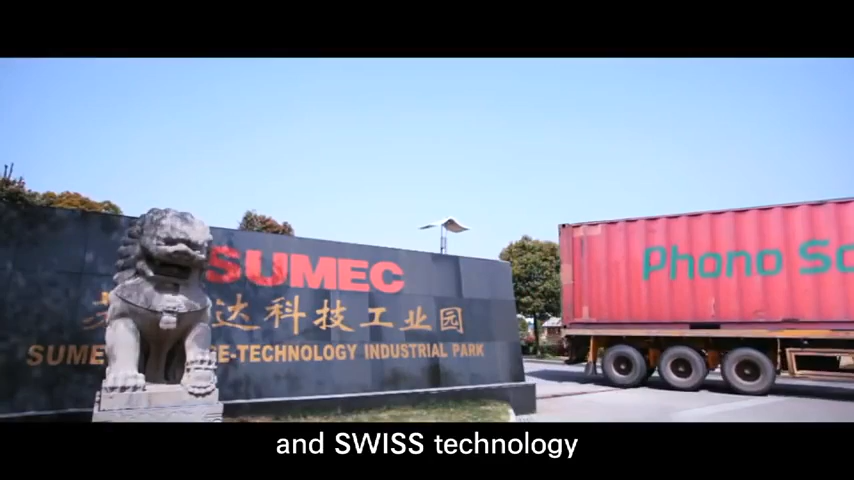 SUMEC
达科技工业园
SUME E-TECHNOLOGY INDUSTRIAL PARK
Phono So
and SWISS technology